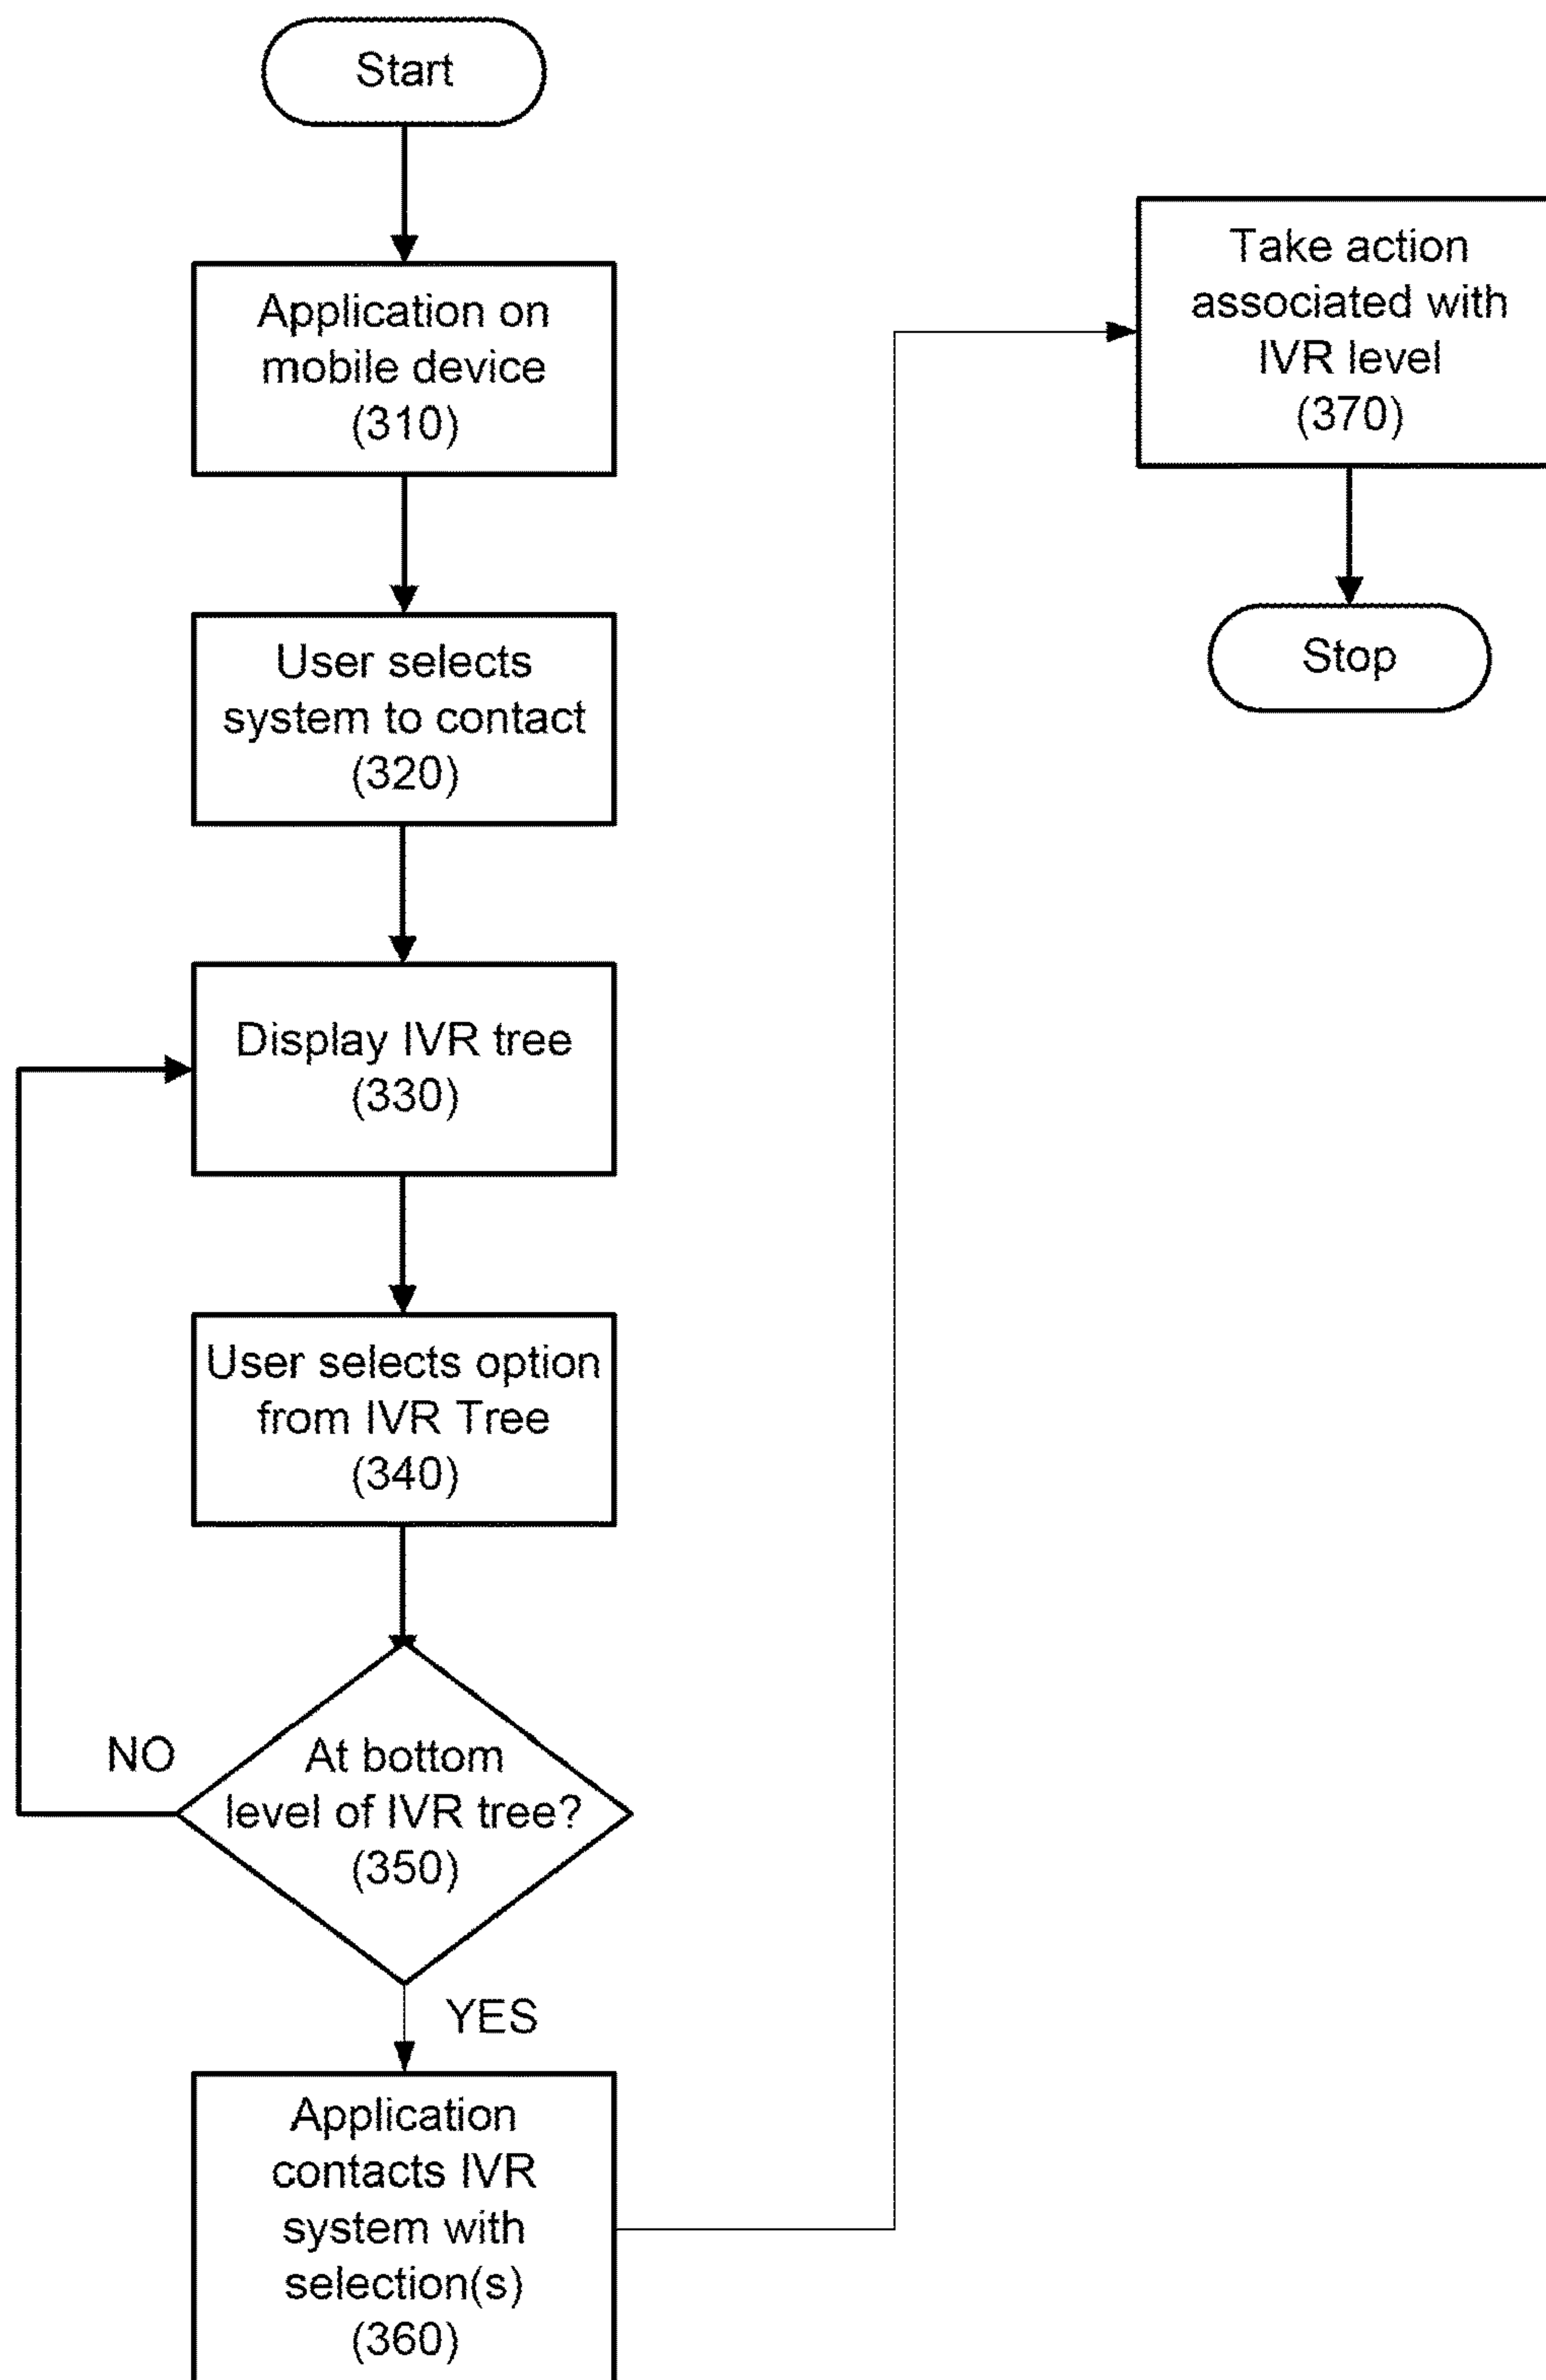 Start
Application on
mobile device
(310)
User selects
system to contact
(320)
Display IVR tree
(330)
User selects option
from IVR Tree
(340)
At bottom
level of IVR tree?
(350)
NO
YES
Application
contacts IVR
system with
selection(s)
(360)
Take action
associated with
IVR level
(370)
Stop